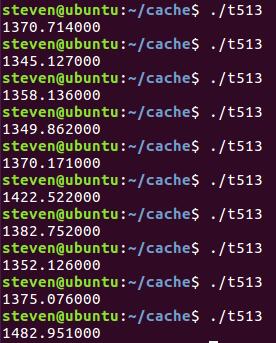 steven@ubuntu:~/cache$ ./t513
1370.714000
steven@ubuntu:~/cache$ ./t513
1345.127000
steven@ubuntu:~/cache$ ./t513
1358.136000
steven@ubuntu:~/cache$ ./t513
1349.862000
steven@ubuntu:~/cache$ ./t513
1370.171000
steven@ubuntu:~/cache$ ./t513
1422.522000
steven@ubuntu:~/cache$ ./t513
1382.752000
steven@ubuntu:~/cache$ ./t513
1352.126000
steven@ubuntu:~/cache$ ./t513
1375.076000
steven@ubuntu:~/cache$ ./t513
1482.951000